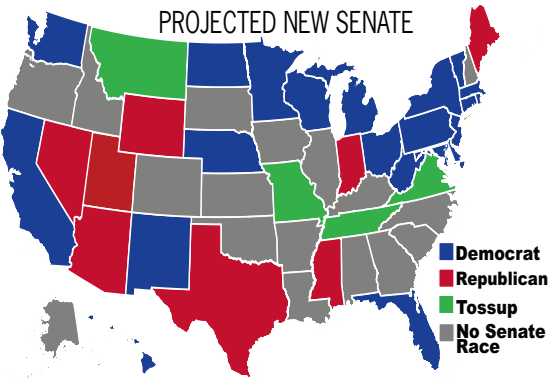 PROJECTED NEW SENATE
Democrat
Republican
Tossup
No Senate
Race